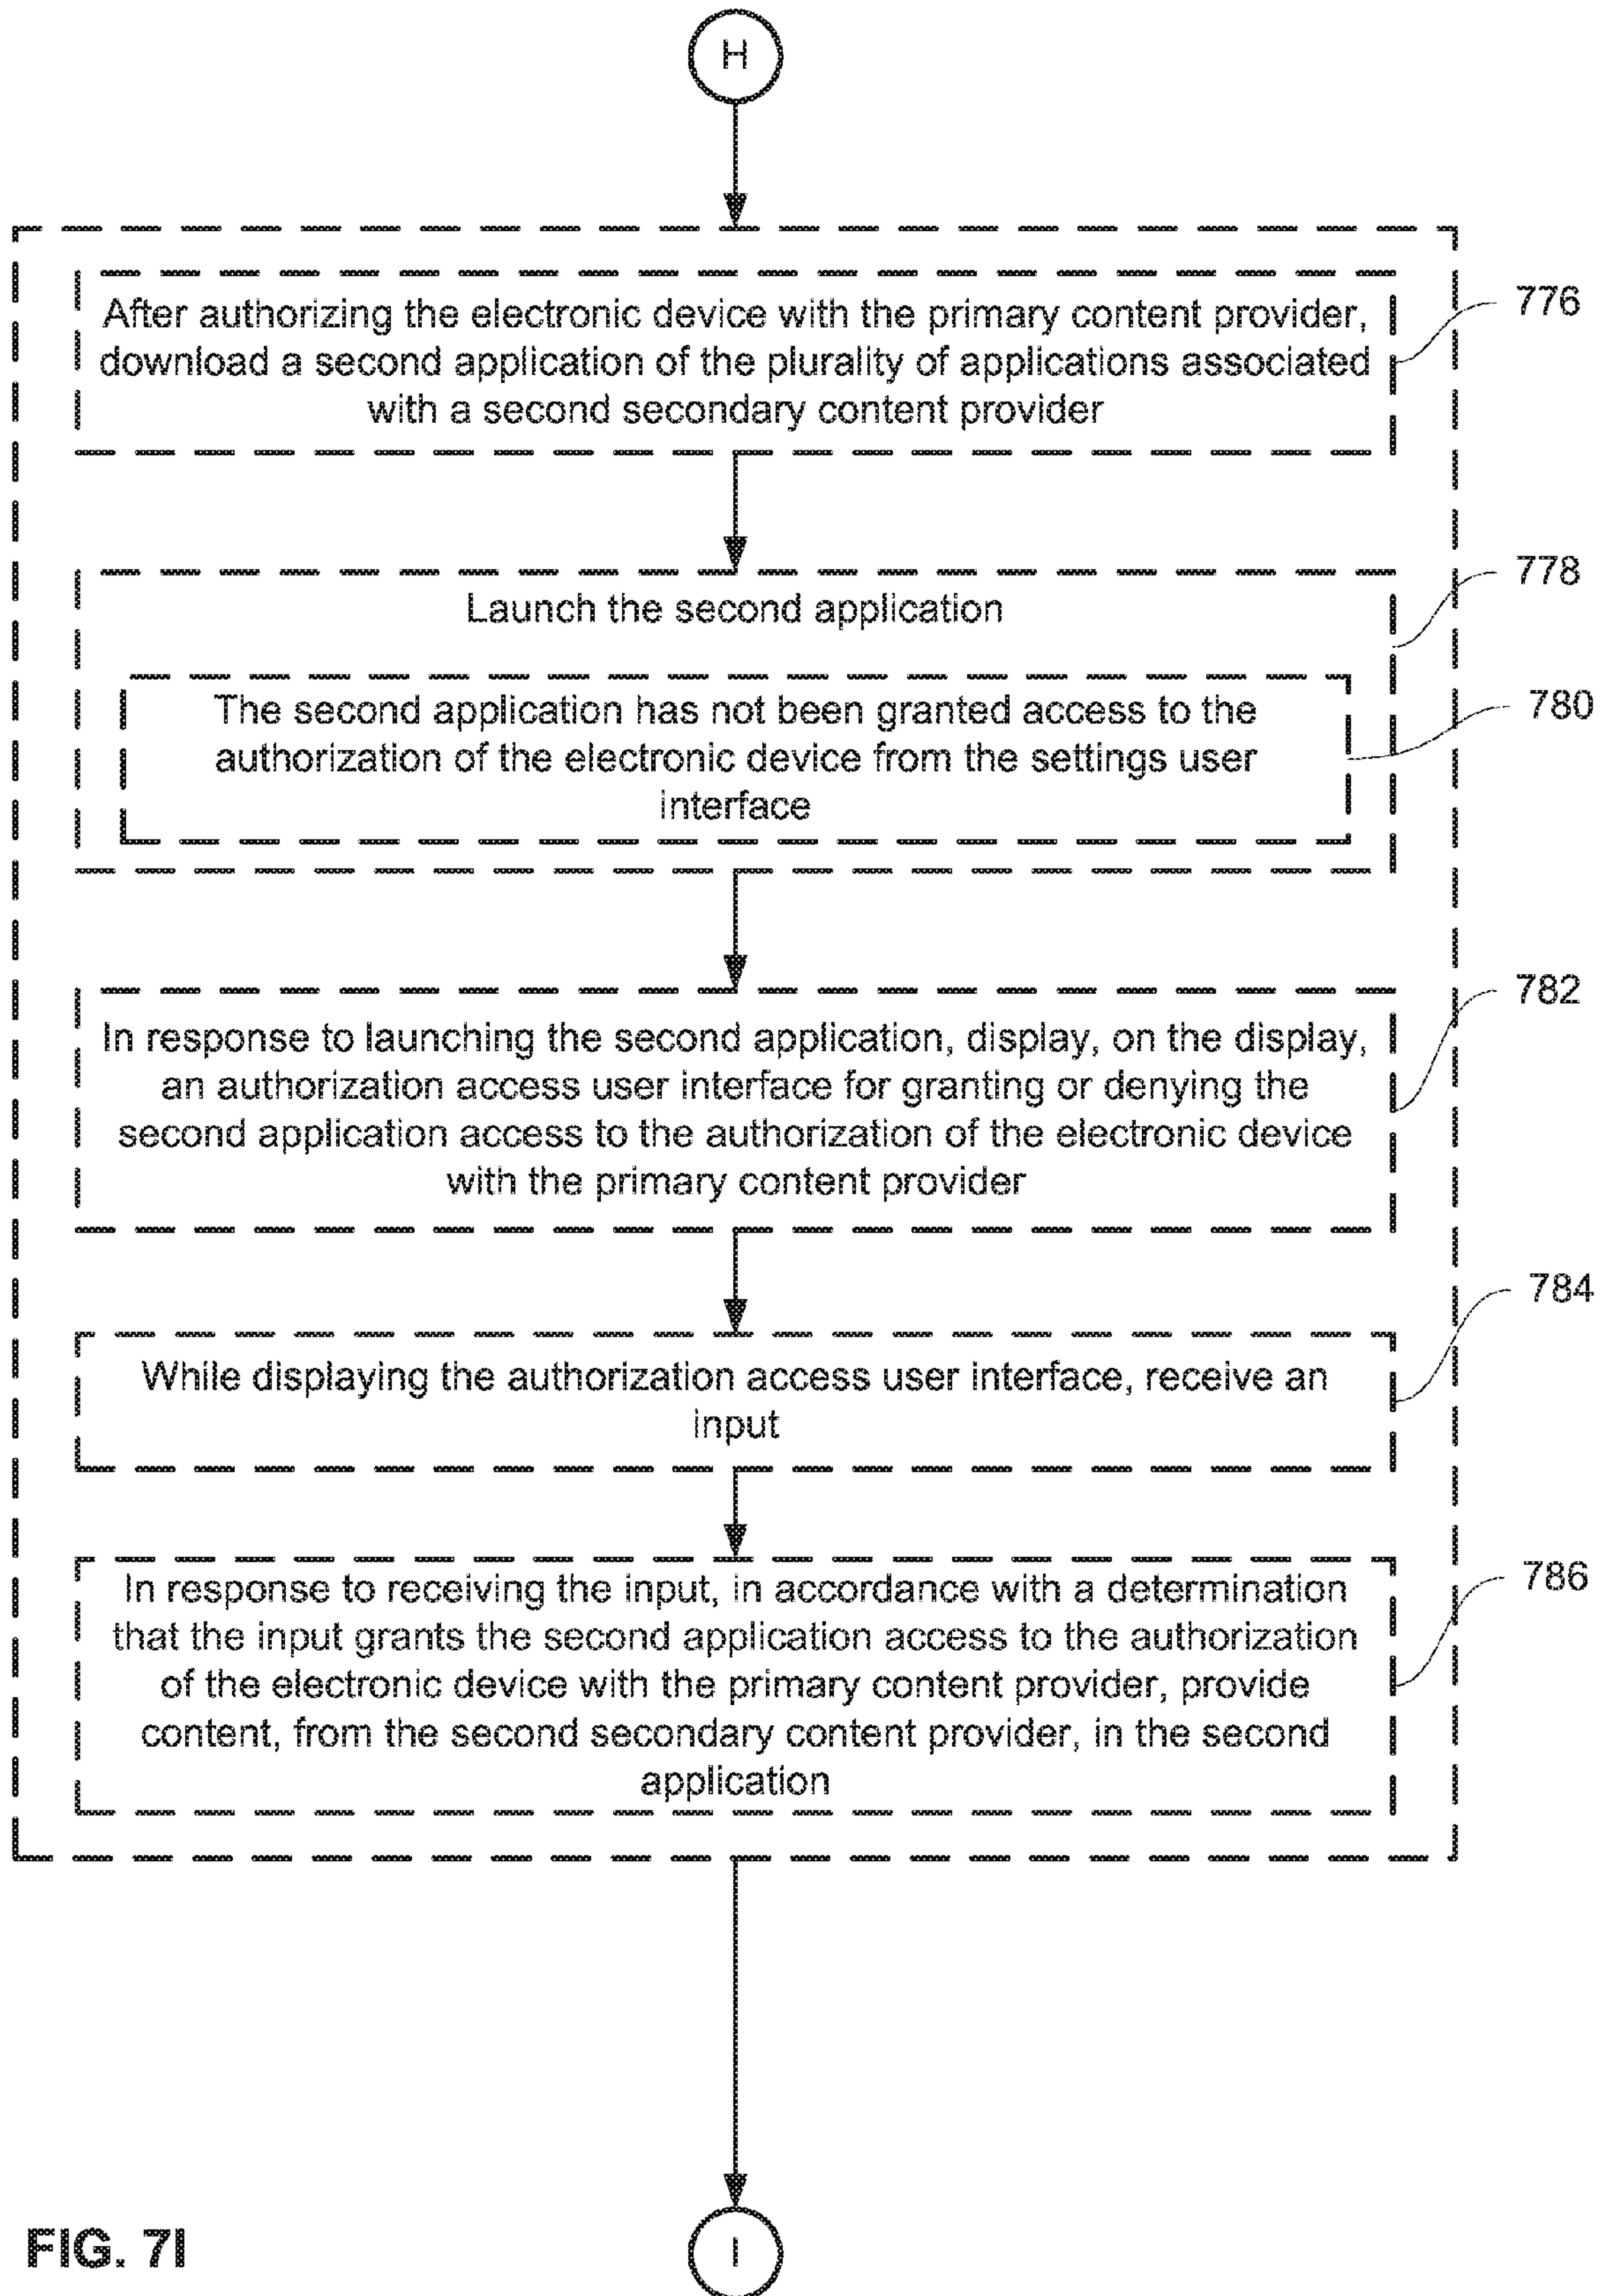 H
After authorizing the electronic device with the primary content provider,
download a second application of the plurality of applications associated
with a second secondary content provider
776
Launch the second application
778
The second application has not been granted access to the
authorization of the electronic device from the settings user
interface
780
In response to launching the second application, display, on the display,
an authorization access user interface for granting or denying the
second application access to the authorization of the electronic device
with the primary content provider
782
While displaying the authorization access user interface, receive an
input
784
In response to receiving the input, in accordance with a determination
that the input grants the second application access to the authorization
of the electronic device with the primary content provider, provide
content, from the second secondary content provider, in the second
application
786
I
FIG. 7I